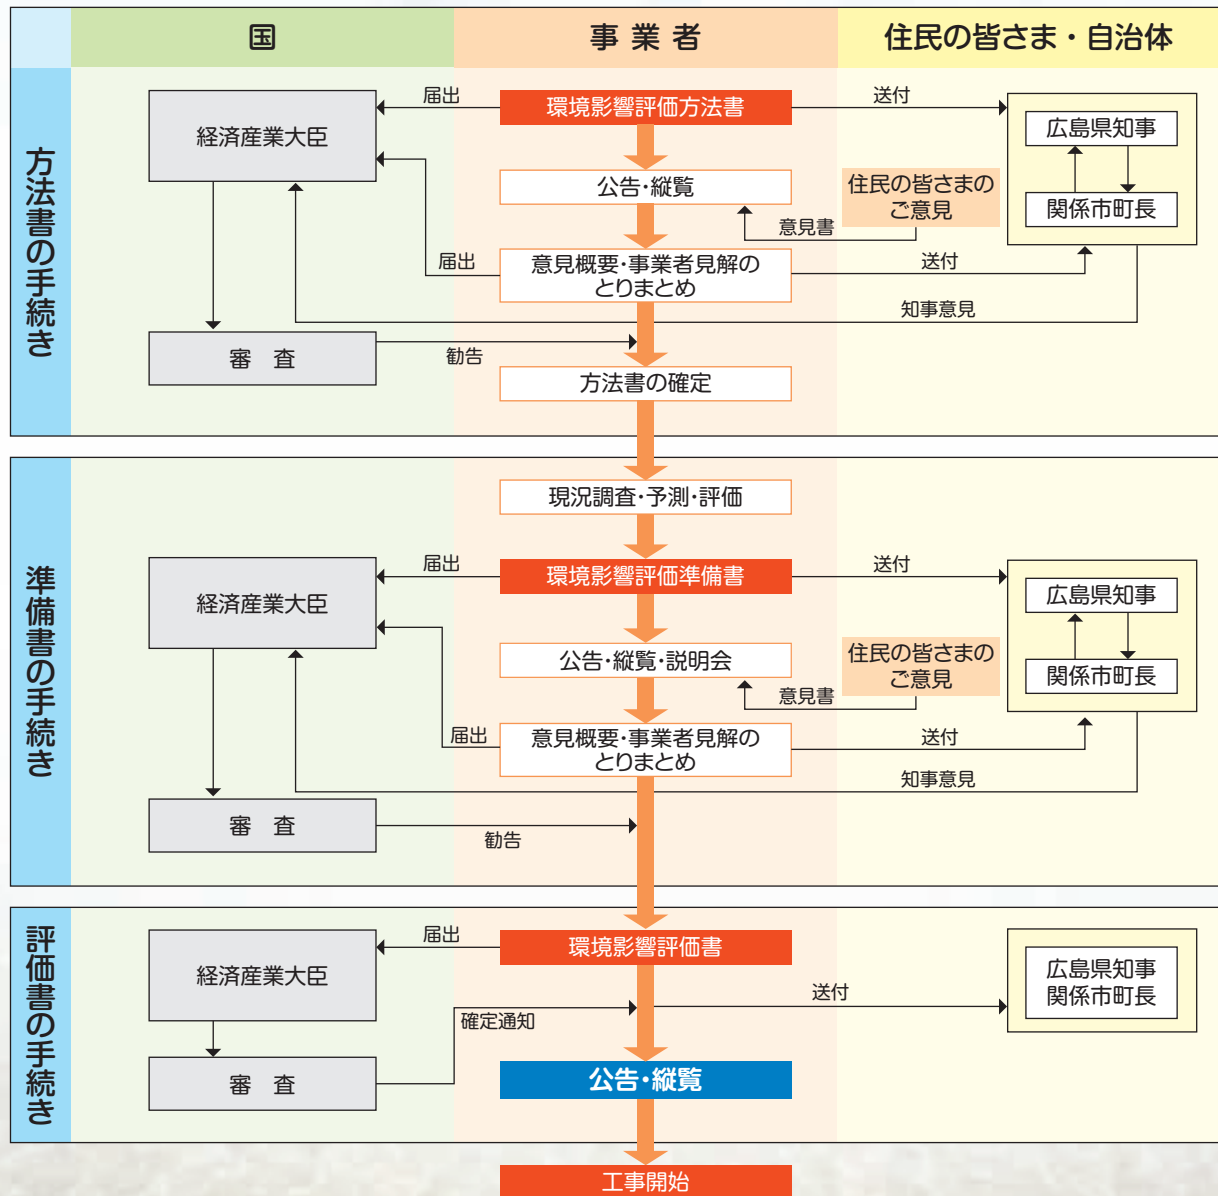 国
事業者
住民の皆さま・自治体
方法書の手続き
経済産業大臣
届出
環境影響評価方法書
送付
広島県知事
関係市町長
公告・縦覧
住民の皆さまの
ご意見
意見書
届出
意見概要・事業者見解の
とりまとめ
送付
知事意見
審査
勧告
方法書の確定
準備書の手続き
現況調査・予測・評価
経済産業大臣
届出
環境影響評価準備書
送付
広島県知事
関係市町長
公告・縦覧・説明会
住民の皆さまの
ご意見
意見書
届出
意見概要・事業者見解の
とりまとめ
送付
知事意見
審査
勧告
評価書の手続き
経済産業大臣
届出
環境影響評価書
送付
広島県知事
関係市町長
確定通知
審査
公告・縦覧
工事開始